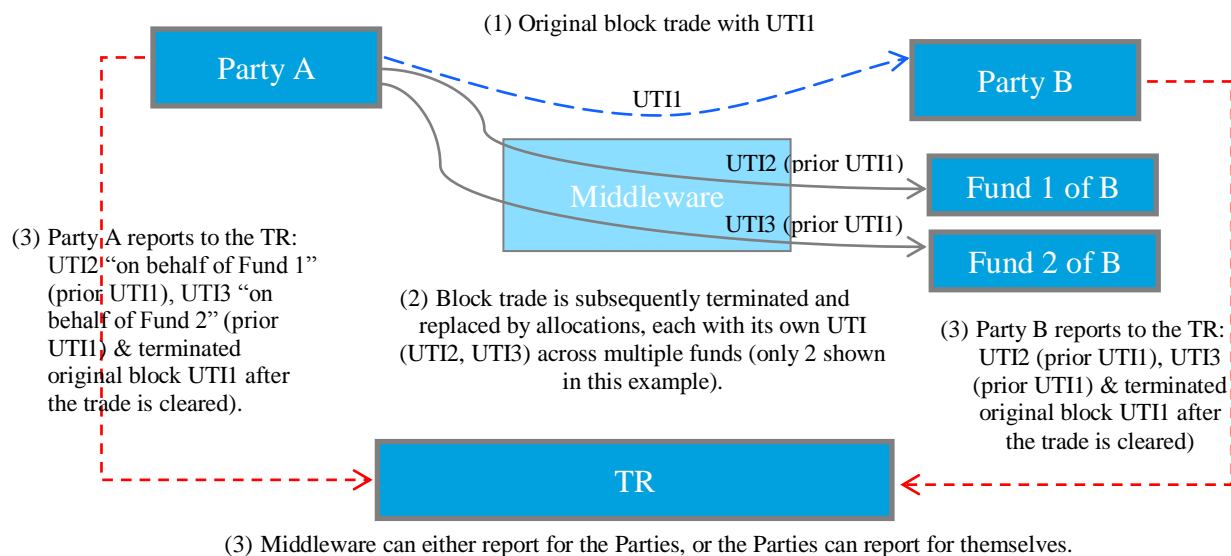 (1) Original block trade with UTI1
Party A
Party B
UTI1
UTI2 (prior UTI1)
Fund 1 of B
Middleware
UTI3 (prior UTI1)
Fund 2 of B
(3) Party A reports to the TR:
UTI2 “on behalf of Fund 1”
(prior UTI1), UTI3 “on
behalf of Fund 2” (prior
UTI1) & terminated
original block UTI1 after
the trade is cleared).
(2) Block trade is subsequently terminated and
replaced by allocations, each with its own UTI
(UTI2, UTI3) across multiple funds (only 2 shown
in this example).
(3) Party B reports to the TR:
UTI2 (prior UTI1), UTI3
(prior UTI1) & terminated
original block UTI1 after
the trade is cleared)
TR
(3) Middleware can either report for the Parties, or the Parties can report for themselves.